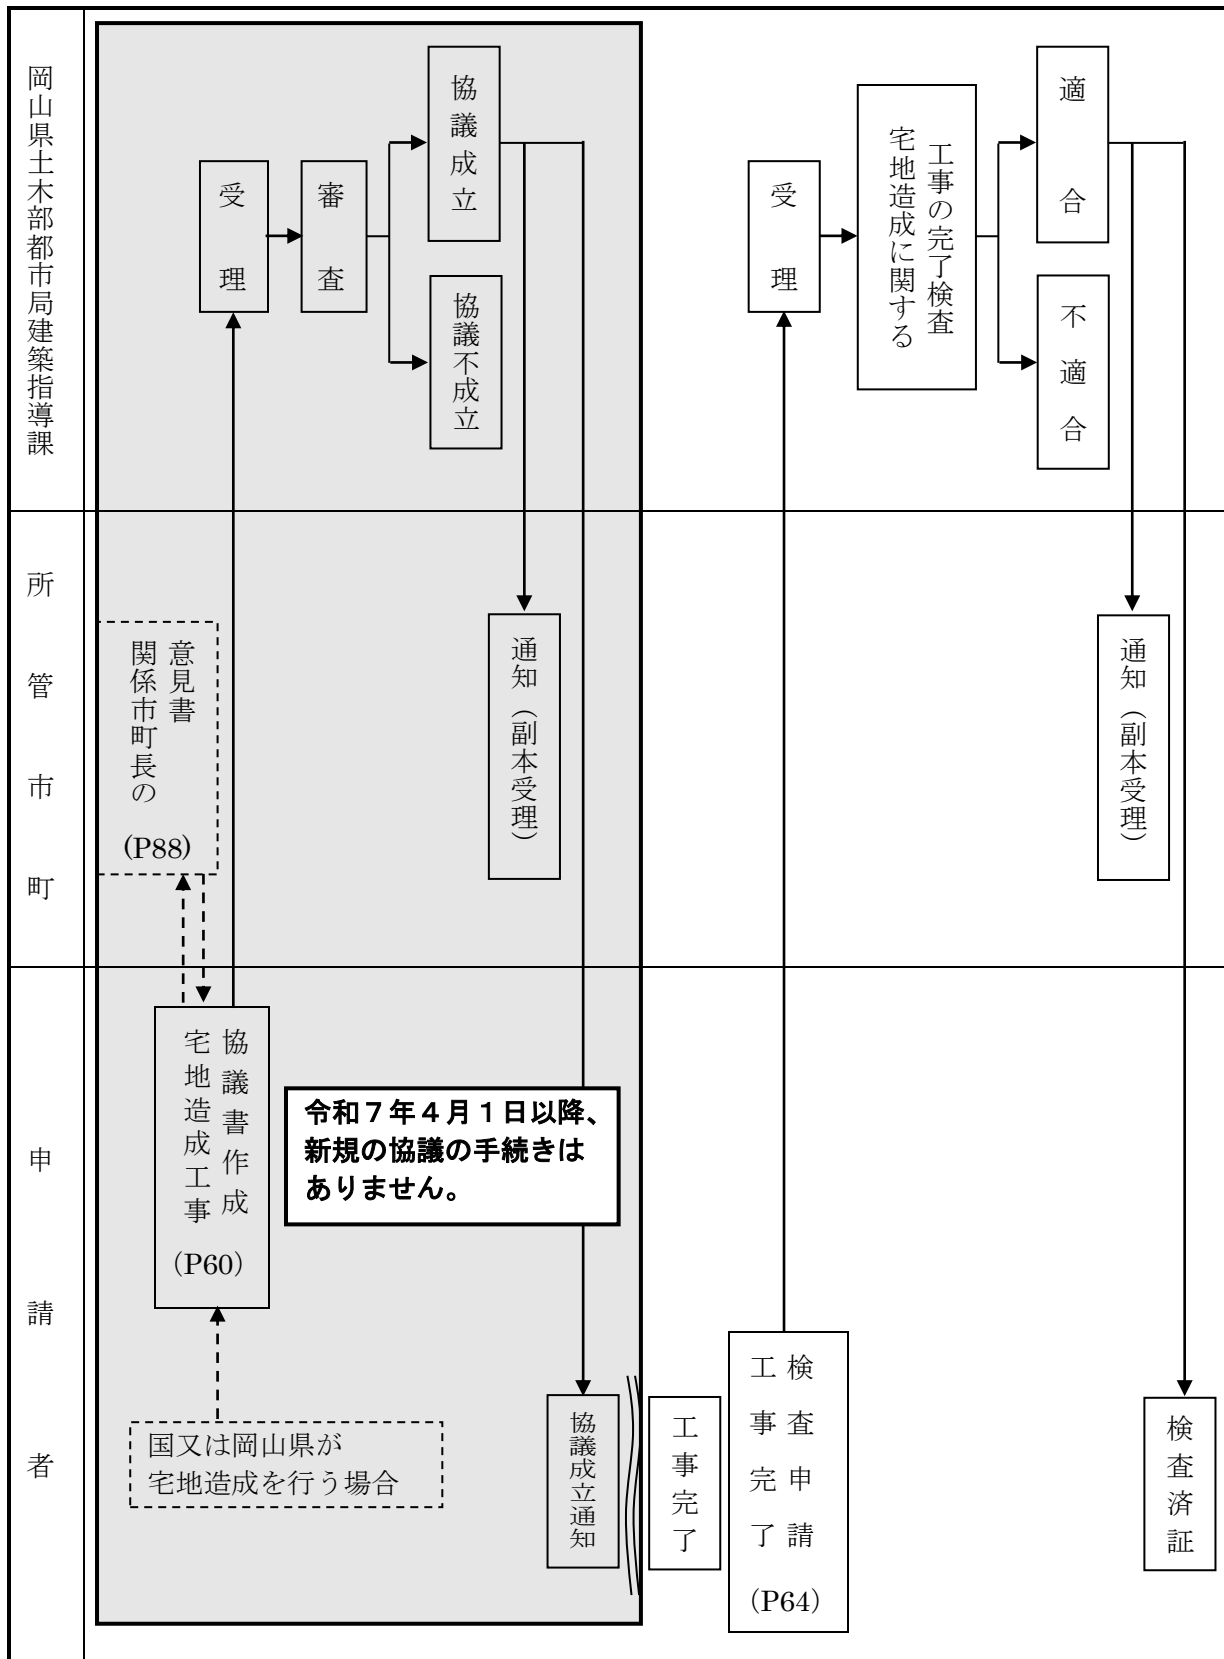 岡山県土木部都市局建築指導課
受理
審査
協議成立
協議不成立
受理
宅地造成に関する
工事の完了検査
適合
不適合
所管市町
関係市町長の
意見書
(P88)
通知（副本受理）
通知（副本受理）
申請者
宅地造成工事
協議書作成
（P60）
令和７年４月１日以降、
新規の協議の手続きは
ありません。
国又は岡山県が
宅地造成を行う場合
協議成立通知
工事完了
工事完了
検査申請
（P64）
検査済証